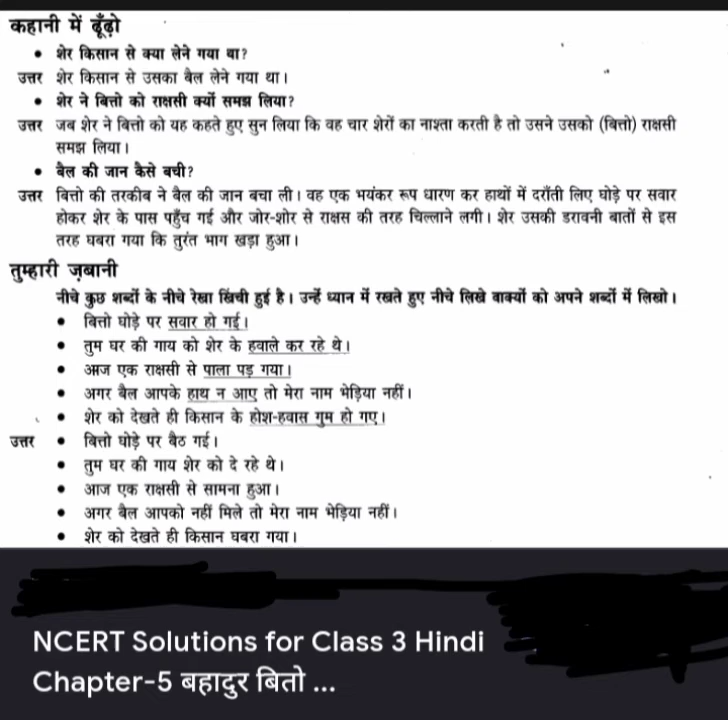 कहानी में ढूँढ़ो
• शेर किसान से क्या लेने गया था?
उत्तर शेर किसान से उसका बैल लेने गया था।
• शेर ने बित्तो को राक्षसी क्यों समझ लिया?
उत्तर जब शेर ने बित्तो को यह कहते हुए सुन लिया कि वह चार शेरों का नाश्ता करती है तो उसने उसको (बित्तो) राक्षसी
समझ लिया।
• बैल की जान कैसे बची?
उत्तर बित्तो की तरकीब ने बैल की जान बचा ली। वह एक भयंकर रूप धारण कर हाथों में दराँती लिए घोड़े पर सवार
होकर शेर के पास पहुँच गई और जोर-शोर से राक्षस की तरह चिल्लाने लगी। शेर उसकी डरावनी बातों से इस
तरह घबरा गया कि तुरंत भाग खड़ा हुआ।
तुम्हारी ज़बानी
नीचे कुछ शब्दों के नीचे रेखा खिंची हुई है। उन्हें ध्यान में रखते हुए नीचे लिखे वाक्यों को अपने शब्दों में लिखो।
• बित्तो घोड़े पर सवार हो गई।
• तुम घर की गाय को शेर के हवाले कर रहे थे।
• आज एक राक्षसी से पाला पड़ गया।
• अगर बैल आपके हाथ न आए तो मेरा नाम भेड़िया नहीं।
• शेर को देखते ही किसान के होश-हवास गुम हो गए।
उत्तर • बित्तो घोड़े पर बैठ गई।
• तुम घर की गाय शेर को दे रहे थे।
• आज एक राक्षसी से सामना हुआ।
• अगर बैल आपको नहीं मिले तो मेरा नाम भेड़िया नहीं।
• शेर को देखते ही किसान घबरा गया।
NCERT Solutions for Class 3 Hindi
Chapter-5 बहादुर बितो ...